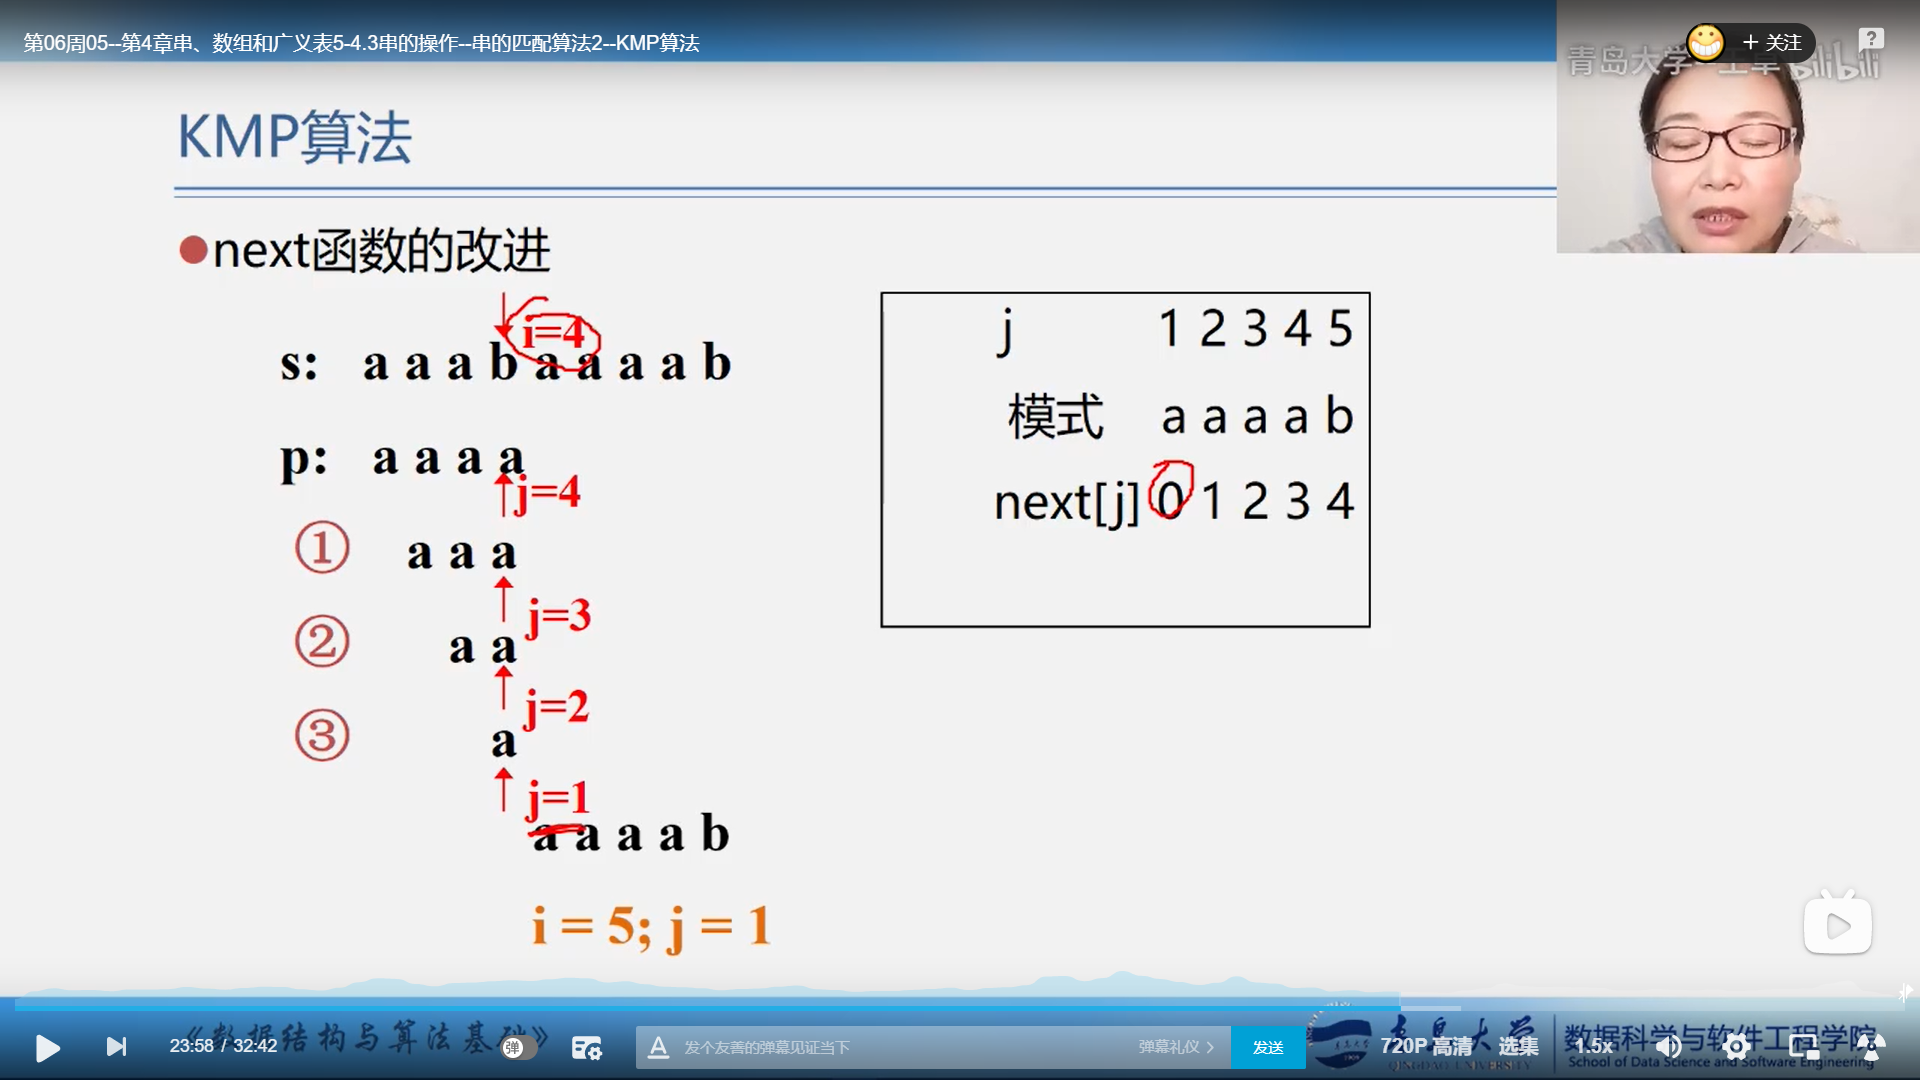 第06周05--第4章串、数组和广义表5-4.3串的操作--串的匹配算法2--KMP算法
+ 关注
?
青岛大学-王卓 bilibili
KMP算法
next函数的改进
i=4
s: a a a b a a a a b
p: a a a a
j=4
① a a a
j=3
② a a
j=2
③ a
j=1
a a a a b
i = 5; j = 1
j 1 2 3 4 5
模式 a a a a b
next[j] 0 1 2 3 4
《数据结构与算法基础》
23:58 / 32:42
弹
A 发个友善的弹幕见证当下
弹幕礼仪 >
发送
720P 高清
选集
1.5x
青岛大学
QINGDAO UNIVERSITY
数据科学与软件工程学院
School of Data Science and Software Engineering